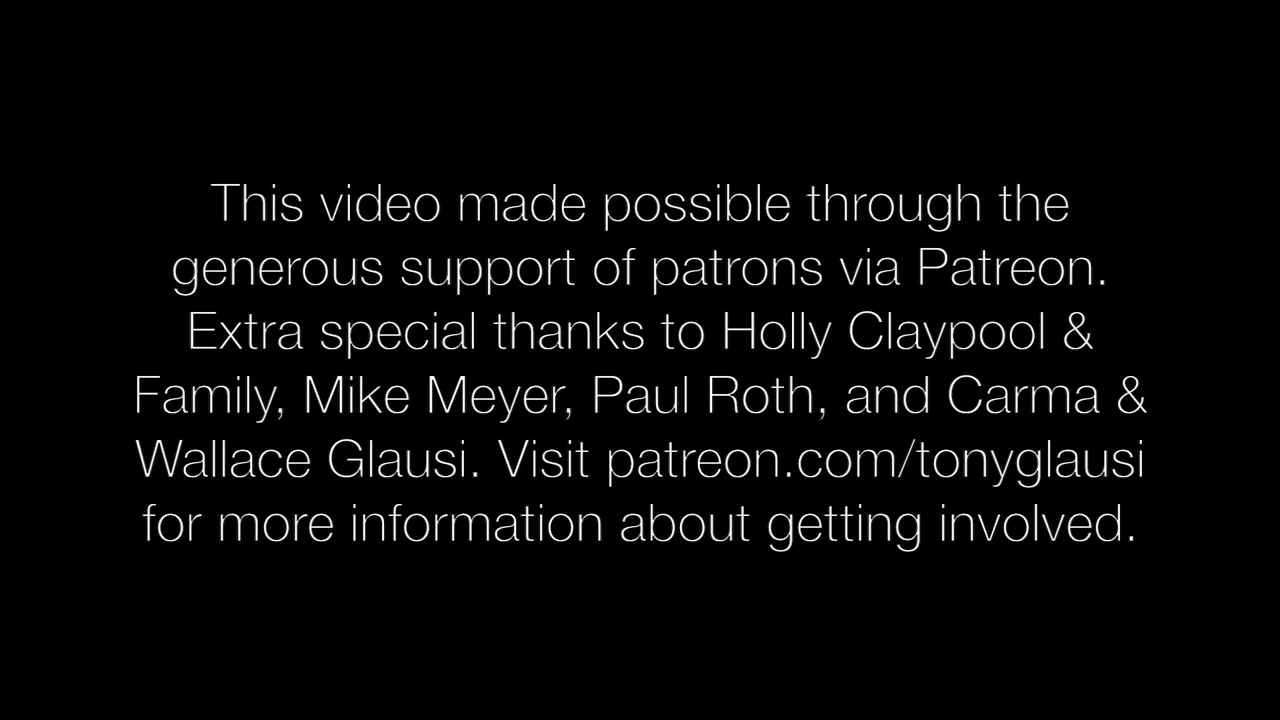 This video made possible through the
generous support of patrons via Patreon.
Extra special thanks to Holly Claypool &
Family, Mike Meyer, Paul Roth, and Carma &
Wallace Glausi. Visit patreon.com/tonyglausi
for more information about getting involved.